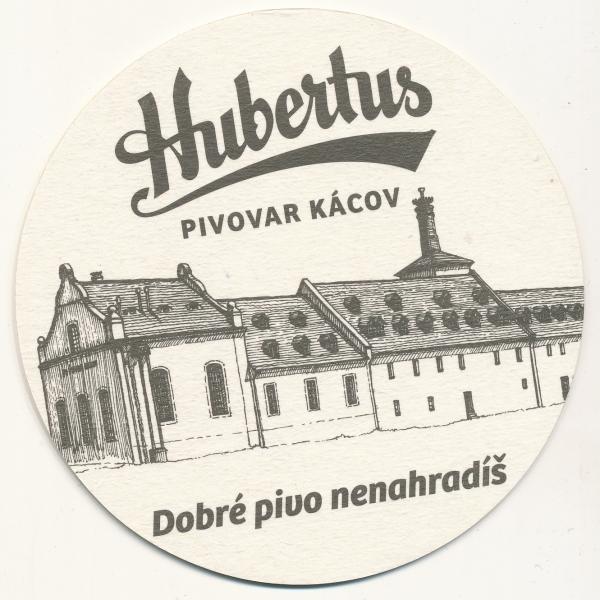 Hubertus
PIVOVAR KÁCOV
Dobré pivo nenahradíš